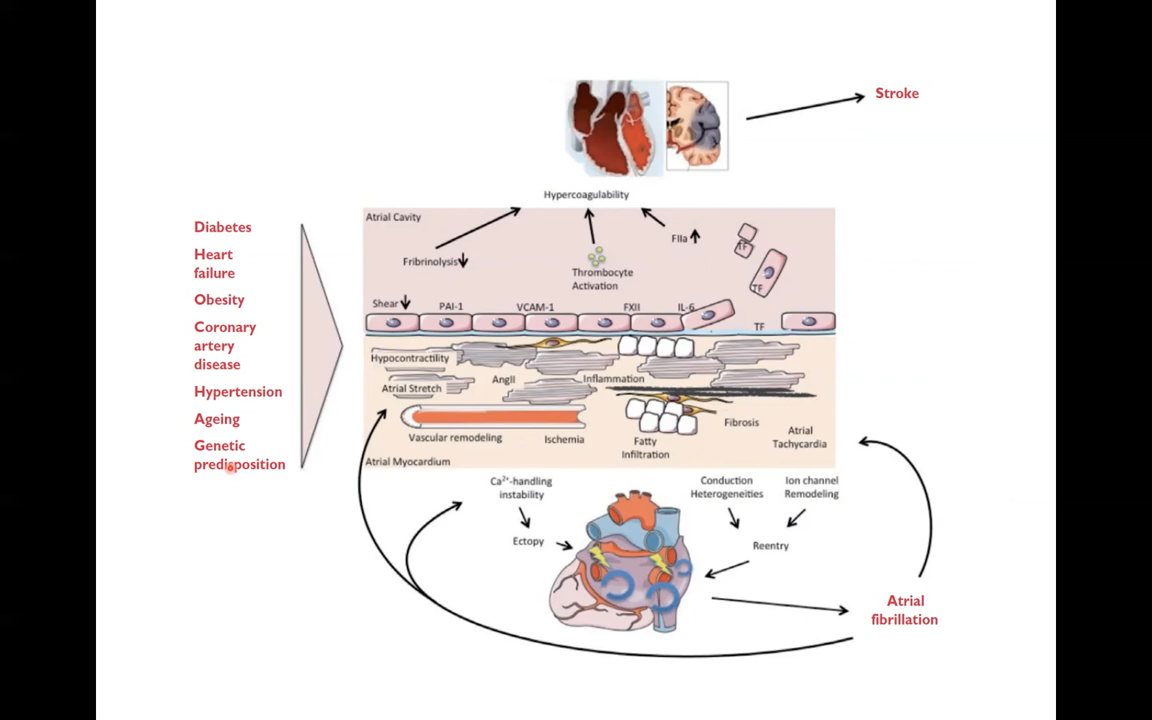 Stroke
Hypercoagulability
Atrial Cavity
Diabetes
Heart
failure
Obesity
Coronary
artery
disease
Hypertension
Ageing
Genetic
predisposition
FIIa
TF
Fribrinolysis
Thrombocyte
Activation
TF
Shear
PAI-1
VCAM-1
FXII
IL-6
TF
Hypocontractility
Atrial Stretch
AngII
Inflammation
Vascular remodeling
Ischemia
Fatty
Infiltration
Fibrosis
Atrial
Tachycardia
Atrial Myocardium
Ca²⁺-handling
instability
Conduction
Heterogeneities
Ion channel
Remodeling
Ectopy
Reentry
Atrial
fibrillation